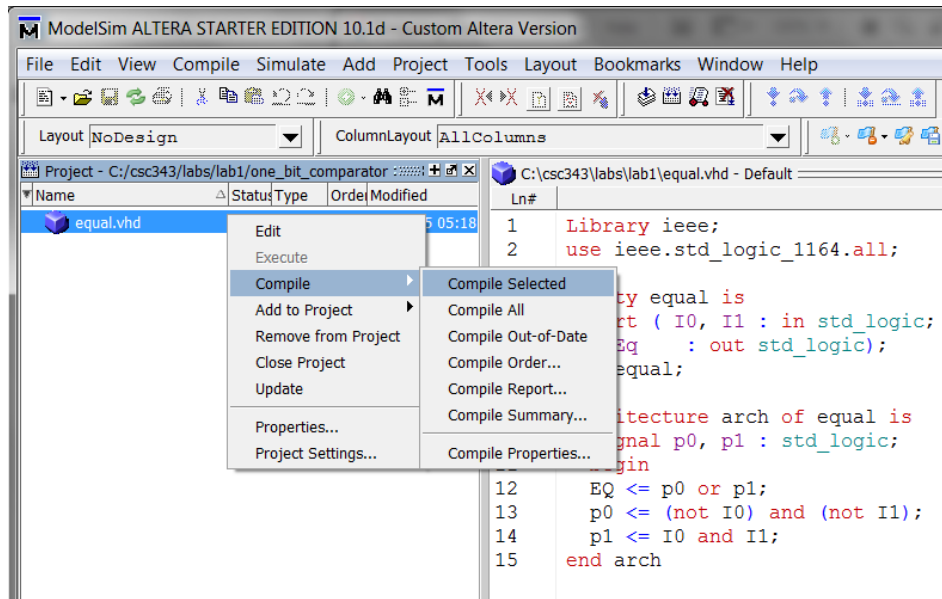 ModelSim ALTERA STARTER EDITION 10.1d - Custom Altera Version
File Edit View Compile Simulate Add Project Tools Layout Bookmarks Window Help
Layout NoDesign ColumnLayout AllColumns
Project - C:/csc343/labs/lab1/one_bit_comparator
Name Status Type Order Modified
equal.vhd 05:18
Edit
Execute
Compile
Add to Project
Remove from Project
Close Project
Update
Properties...
Project Settings...
Compile Selected
Compile All
Compile Out-of-Date
Compile Order...
Compile Report...
Compile Summary...
Compile Properties...
C:\csc343\labs\lab1\equal.vhd - Default
Ln#
1 Library ieee;
2 use ieee.std_logic_1164.all;
ty equal is
rt ( I0, I1 : in std_logic;
Eq : out std_logic);
equal;
itecture arch of equal is
gnal p0, p1 : std_logic;
gin
12 EQ <= p0 or p1;
13 p0 <= (not I0) and (not I1);
14 p1 <= I0 and I1;
15 end arch